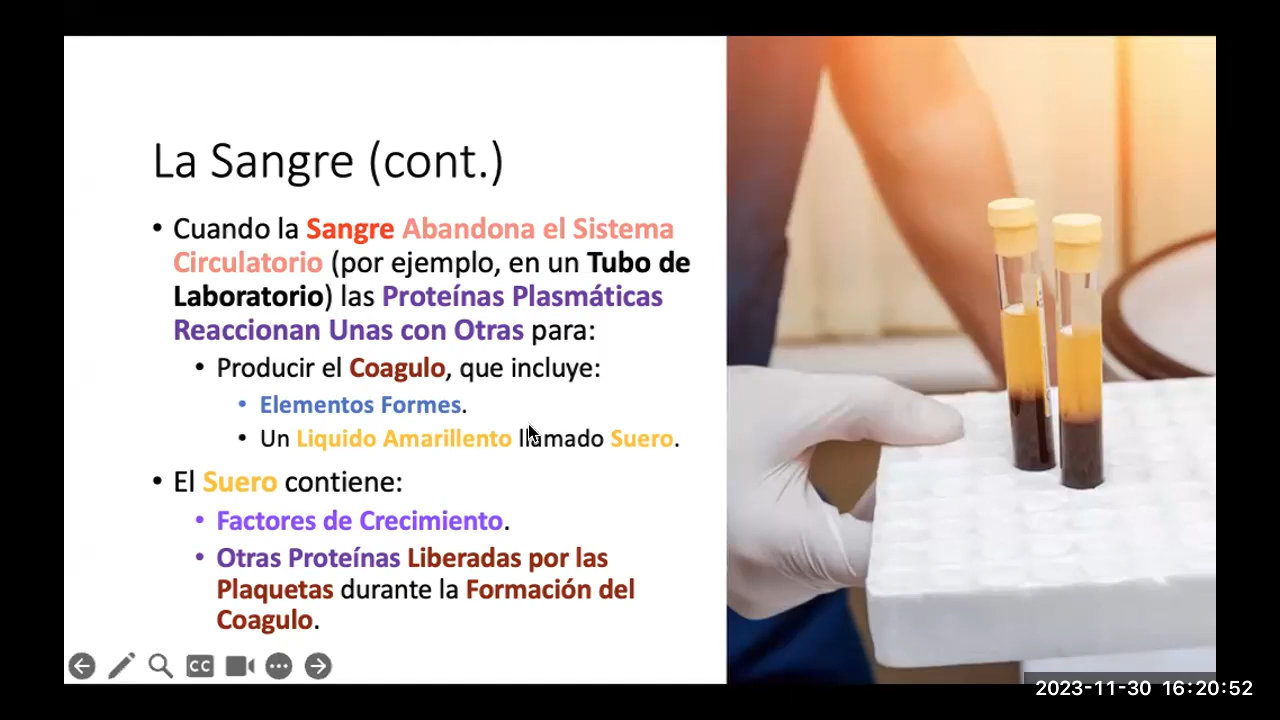 La Sangre (cont.)
• Cuando la Sangre Abandona el Sistema
Circulatorio (por ejemplo, en un Tubo de
Laboratorio) las Proteínas Plasmáticas
Reaccionan Unas con Otras para:
• Producir el Coagulo, que incluye:
• Elementos Formes.
• Un Liquido Amarillento llamado Suero.
• El Suero contiene:
• Factores de Crecimiento.
• Otras Proteínas Liberadas por las
Plaquetas durante la Formación del
Coagulo.
CC
2023-11-30 16:20:52